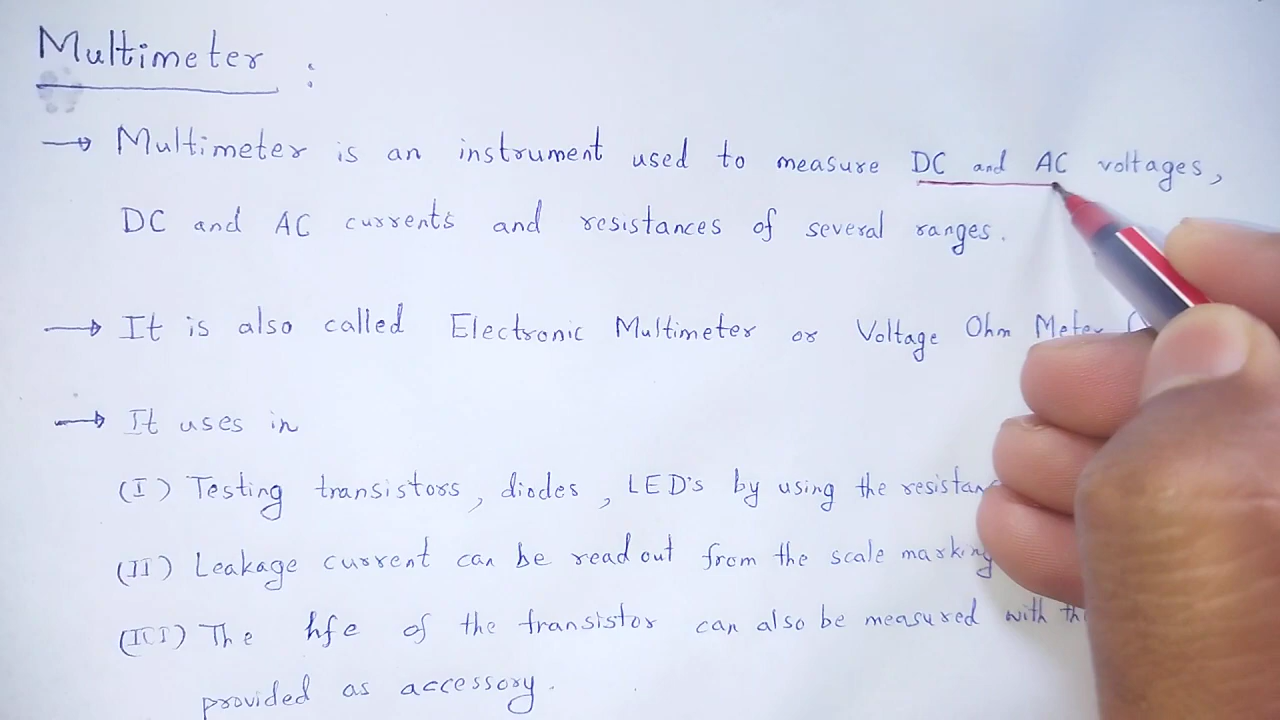 Multimeter :
→ Multimeter is an instrument used to measure DC and AC voltages,
DC and AC currents and resistances of several ranges.
→ It is also called Electronic Multimeter or Voltage Ohm Meter (
→ It uses in
(I) Testing transistors, diodes, LED's by using the
(II) Leakage current can be read out from the scale marking
(III) The hfe of the transistor can also be measured with
provided as accessory.